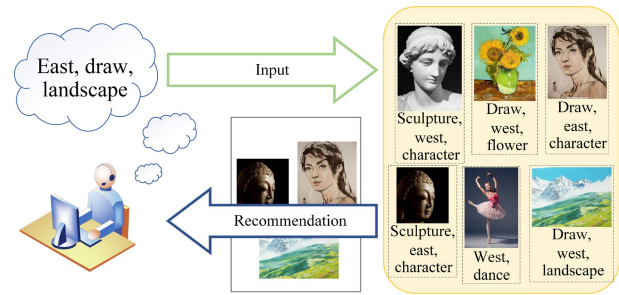 East, draw,
landscape
Input
Sculpture,
west,
character
Draw,
west,
flower
Draw,
east,
character
Recommendation
Sculpture,
east,
character
West,
dance
Draw,
west,
landscape